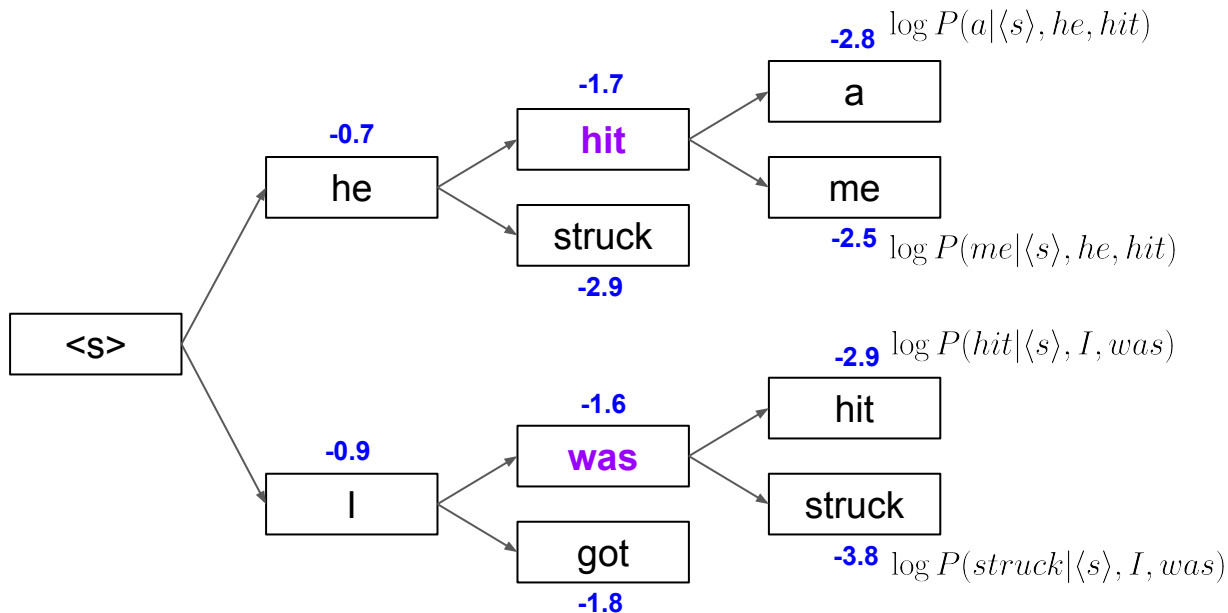 -2.8 log P(a|⟨s⟩, he, hit)
-1.7
a
-0.7
hit
he
me
struck
-2.5 log P(me|⟨s⟩, he, hit)
-2.9
<s>
-2.9 log P(hit|⟨s⟩, I, was)
-1.6
hit
-0.9
was
I
struck
got
-3.8 log P(struck|⟨s⟩, I, was)
-1.8